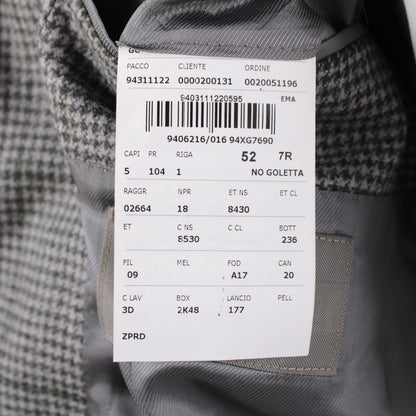 PACCO CLIENTE ORDINE
94311122 0000200131 0020051196
9403111220595 EMA
9406216/016 94XG7690
CAPI PR RIGA 52 7R
5 104 1 NO GOLETTA
RAGGR NPR ET NS ET CL
02664 18 8430
ET C NS C CL BOTT
8530 236
FIL MEL FOD CAN
09 A17 20
C LAV BOX LANCIO PELL
3D 2K48 177
ZPRD